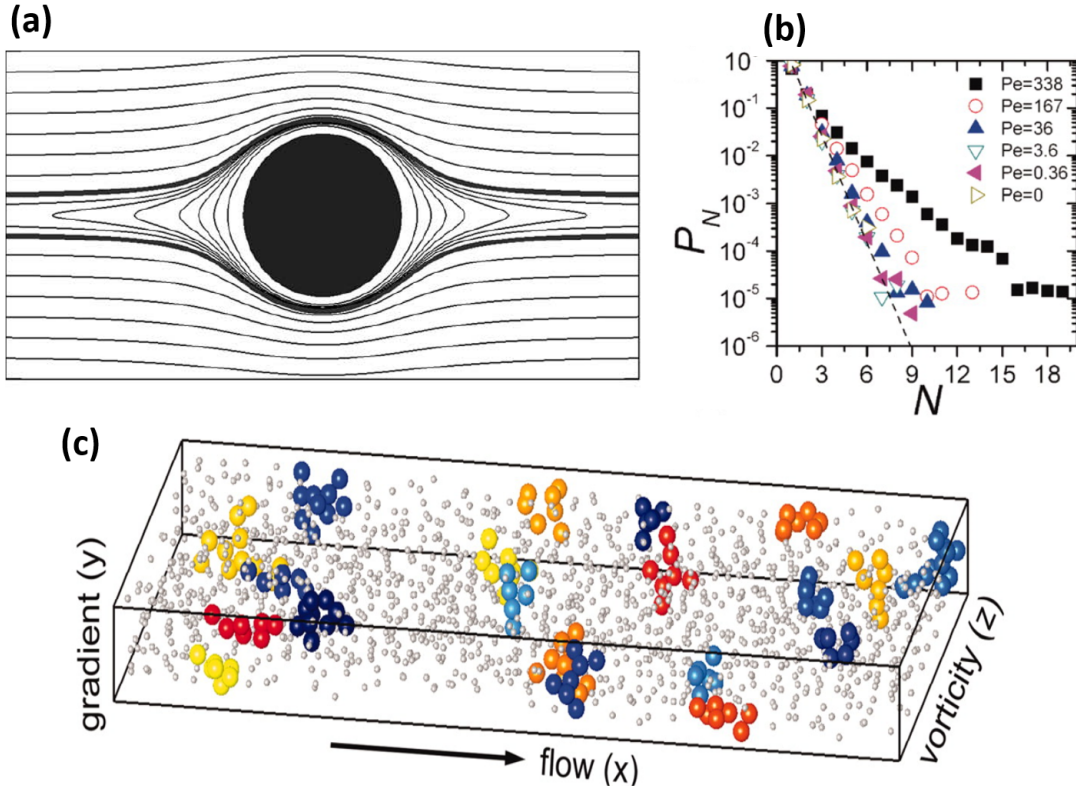 (a)
(b)
10⁻
10⁻¹
10⁻²
10⁻³
10⁻⁴
10⁻⁵
10⁻⁶
P_N
Pe=338
Pe=167
Pe=36
Pe=3.6
Pe=0.36
Pe=0
0 3 6 9 12 15 18
N
(c)
gradient (y)
flow (x)
vorticity (z)